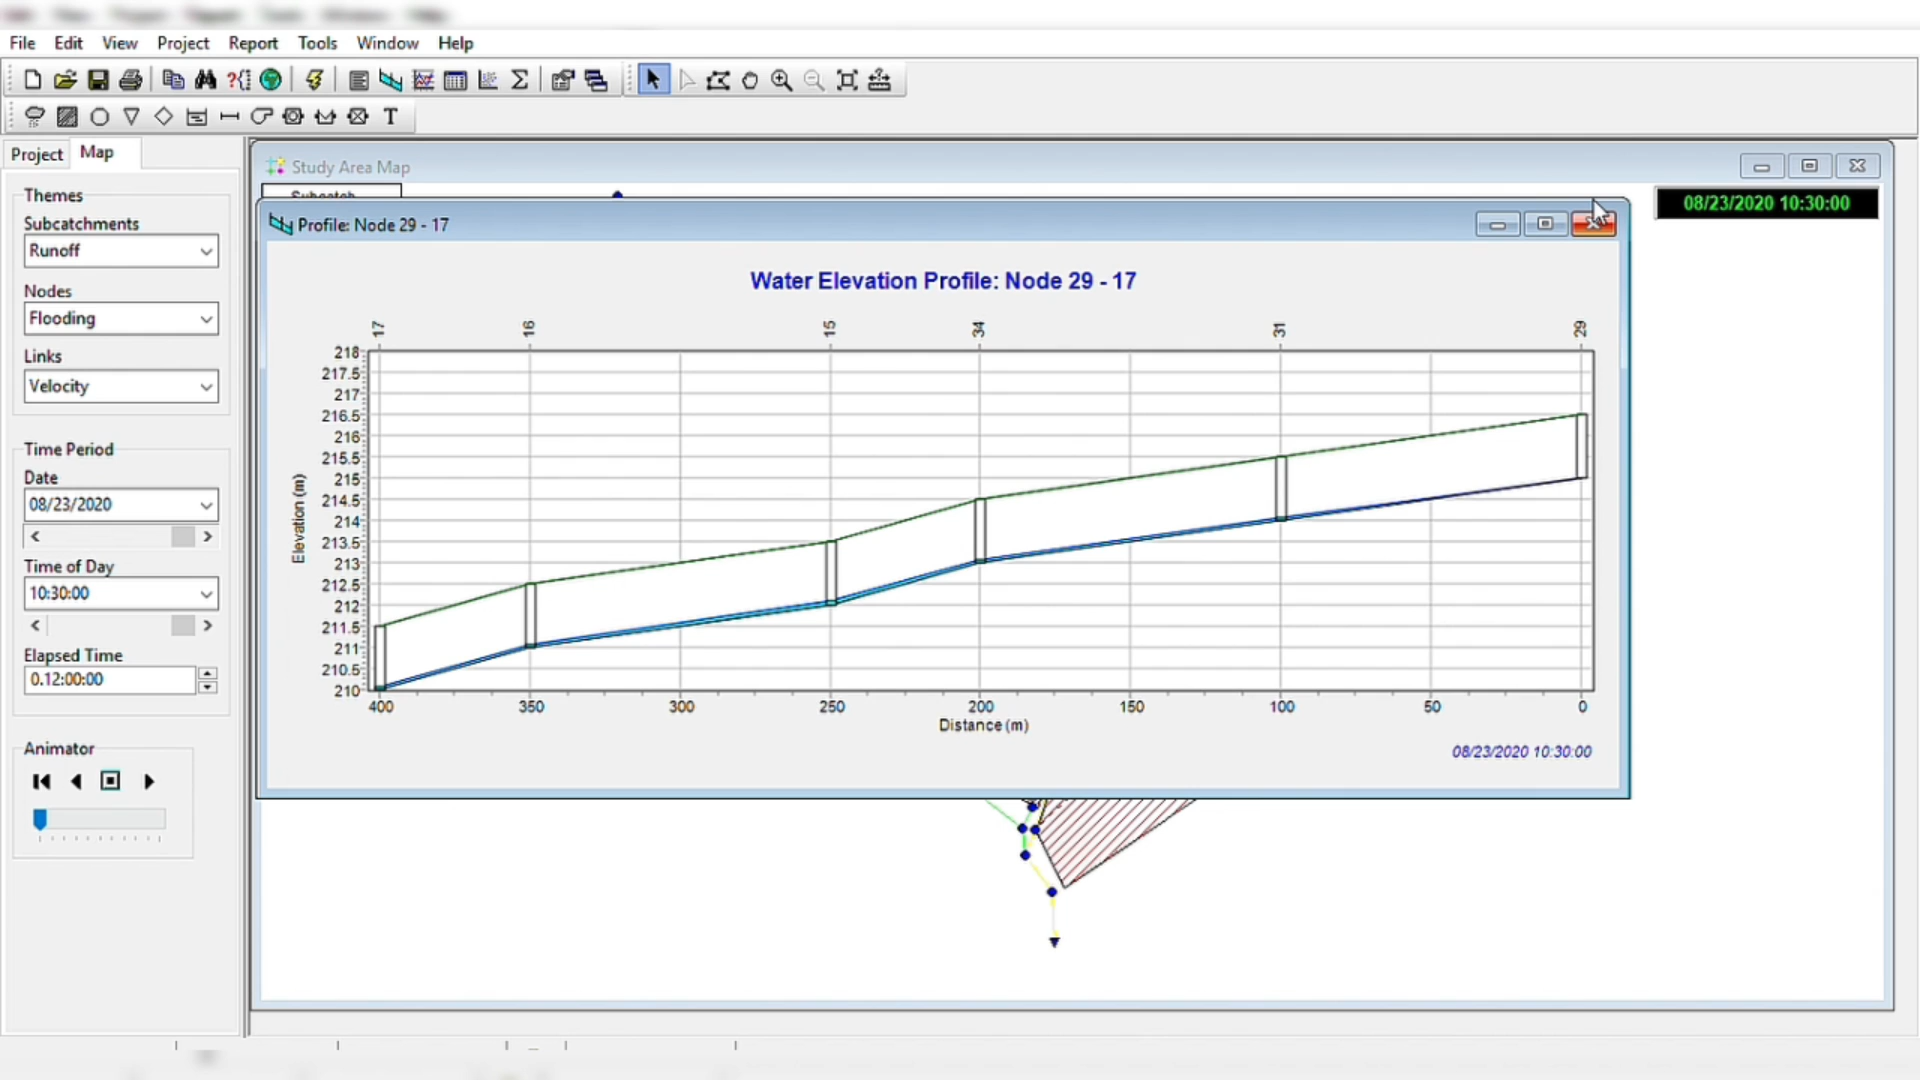 File Edit View Project Report Tools Window Help
?{}
Σ
T
Project Map
Themes
Subcatchments
Runoff
Nodes
Flooding
Links
Velocity
Time Period
Date
08/23/2020
Time of Day
10:30:00
Elapsed Time
0.12:00:00
Animator
Study Area Map
08/23/2020 10:30:00
Profile: Node 29 - 17
Water Elevation Profile: Node 29 - 17
17 16 15 34 31 29
218
217.5
217
216.5
216
215.5
215
214.5
214
213.5
213
212.5
212
211.5
211
210.5
210
Elevation (m)
400 350 300 250 200 150 100 50 0
Distance (m)
08/23/2020 10:30:00